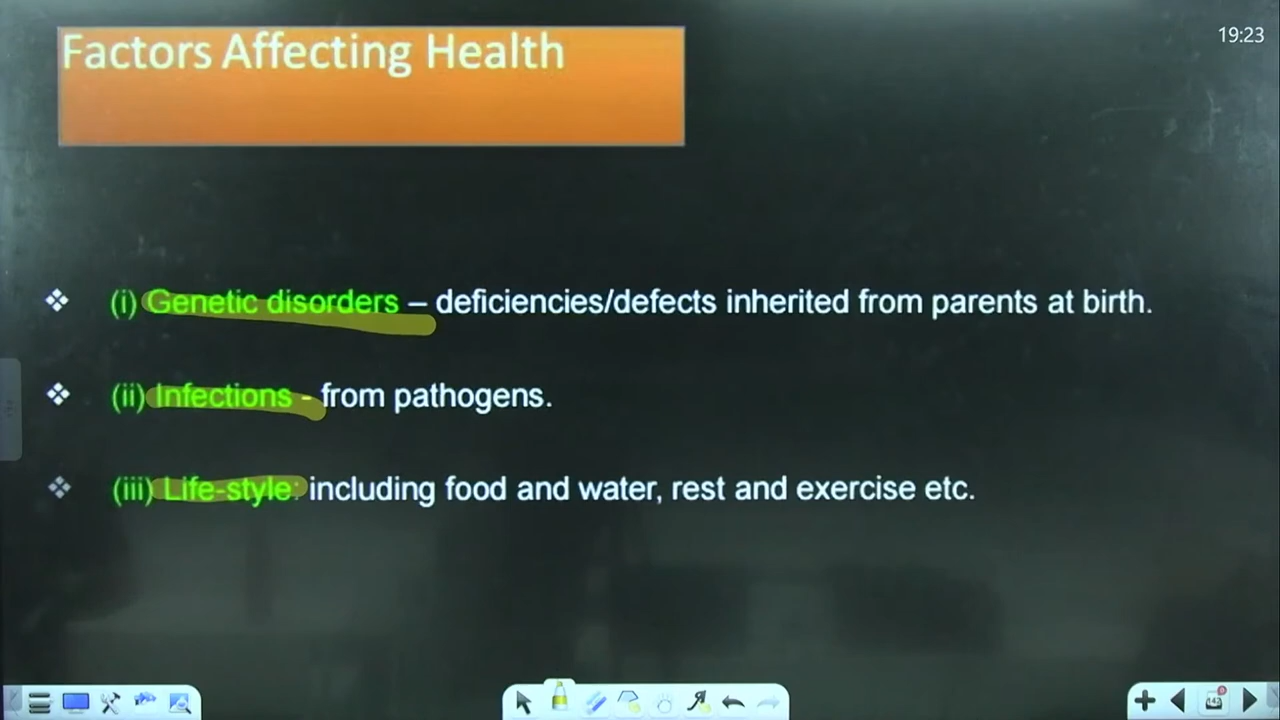 Factors Affecting Health
19:23
❖ (i) Genetic disorders – deficiencies/defects inherited from parents at birth.
❖ (ii) Infections - from pathogens.
❖ (iii) Life-style: including food and water, rest and exercise etc.